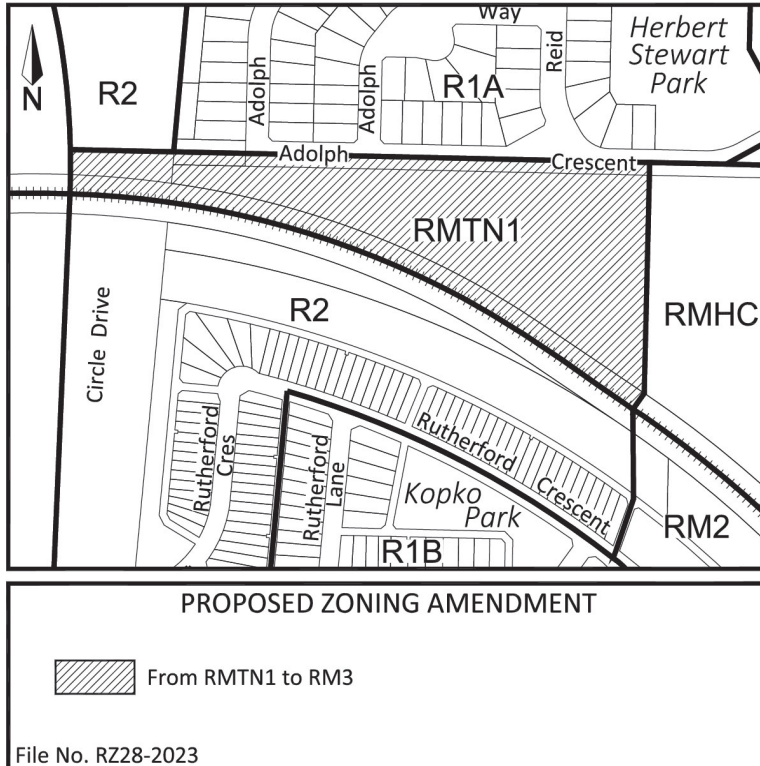 Way
Herbert
Stewart
Park
Reid
N
R2
Adolph
Adolph
R1A
Adolph
Crescent
RMTN1
RMHC
R2
Circle Drive
Rutherford
Cres
Rutherford
Lane
Rutherford
Crescent
Kopko
Park
RM2
R1B
PROPOSED ZONING AMENDMENT
From RMTN1 to RM3
File No. RZ28-2023